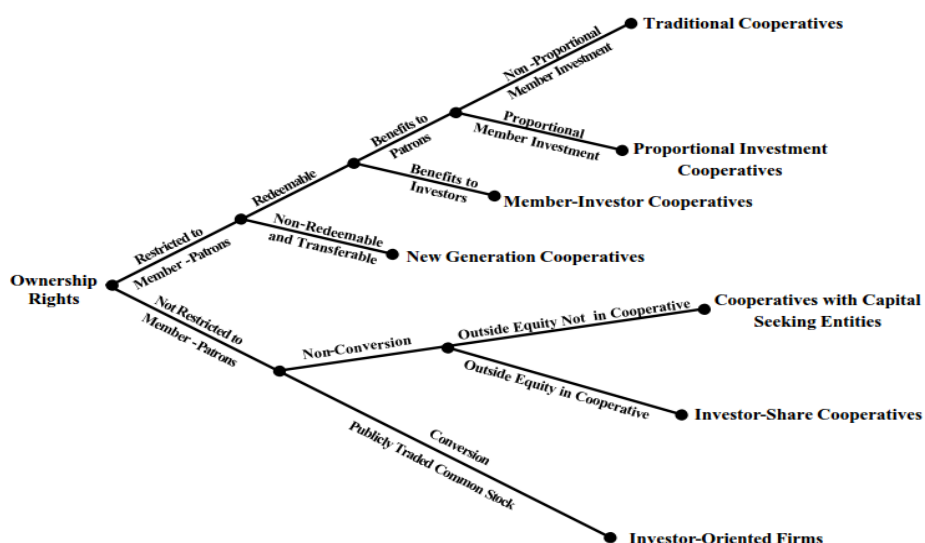 Traditional Cooperatives
Non -Proportional
Member Investment
Proportional
Member Investment
Proportional Investment
Cooperatives
Benefits to
Patrons
Benefits to
Investors
Member-Investor Cooperatives
Redeemable
Non-Redeemable
and Transferable
New Generation Cooperatives
Restricted to
Member -Patrons
Ownership
Rights
Not Restricted to
Member -Patrons
Non-Conversion
Outside Equity Not in Cooperative
Cooperatives with Capital
Seeking Entities
Outside Equity in Cooperative
Investor-Share Cooperatives
Conversion
Publicly Traded Common Stock
Investor-Oriented Firms